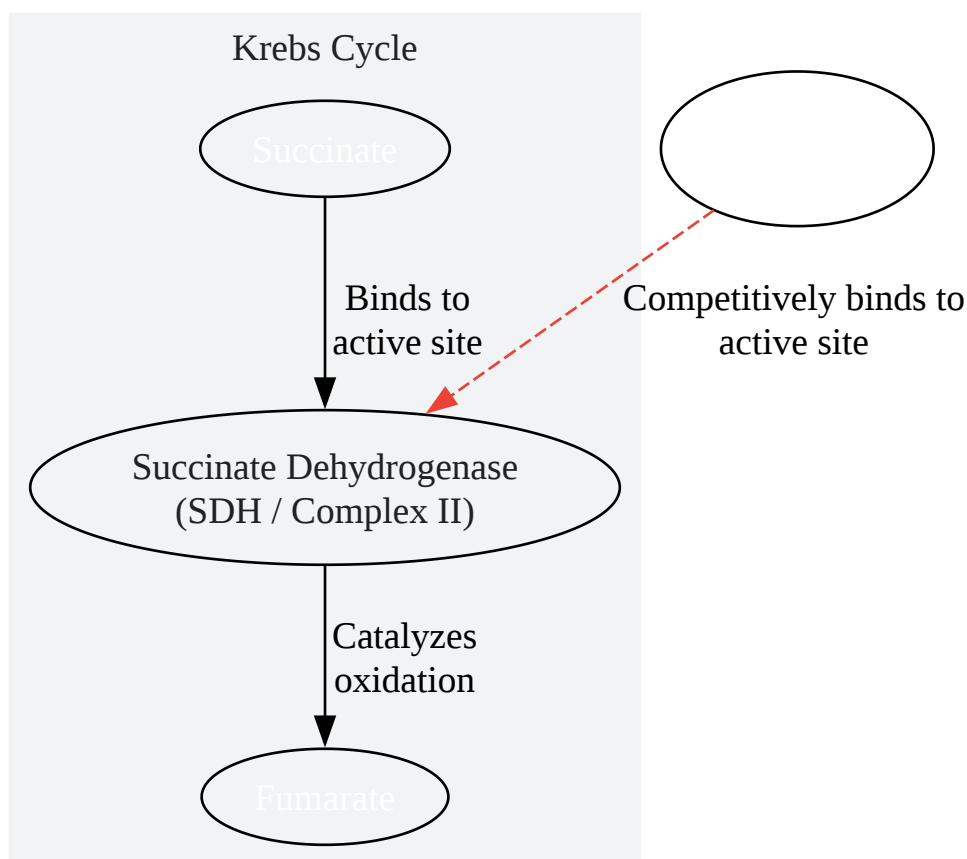 Krebs Cycle
Succinate
Binds to
active site
Competitively binds to
active site
Succinate Dehydrogenase
(SDH / Complex II)
Catalyzes
oxidation
Fumarate